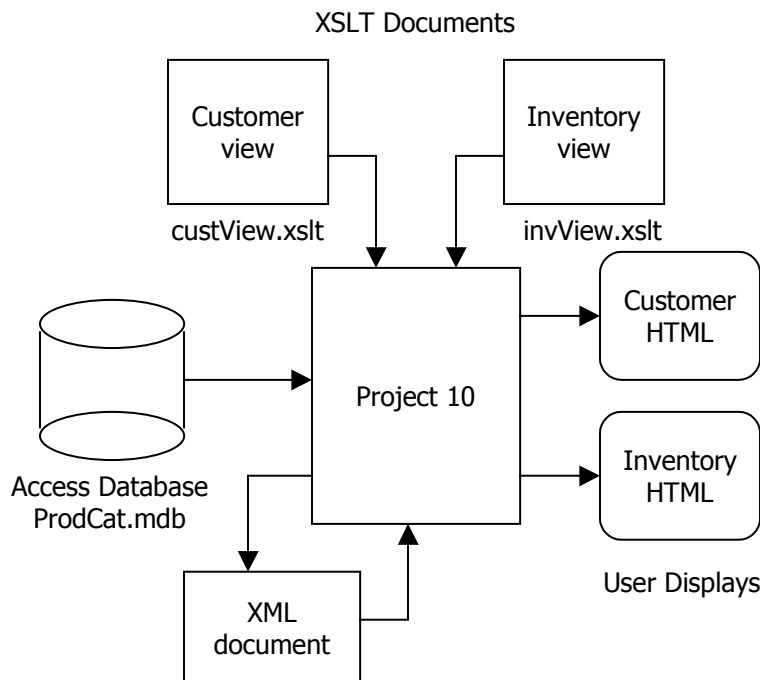 XSLT Documents
Customer
view
Inventory
view
custView.xslt
invView.xslt
Customer
HTML
Project 10
Inventory
HTML
Access Database
ProdCat.mdb
User Displays
XML
document